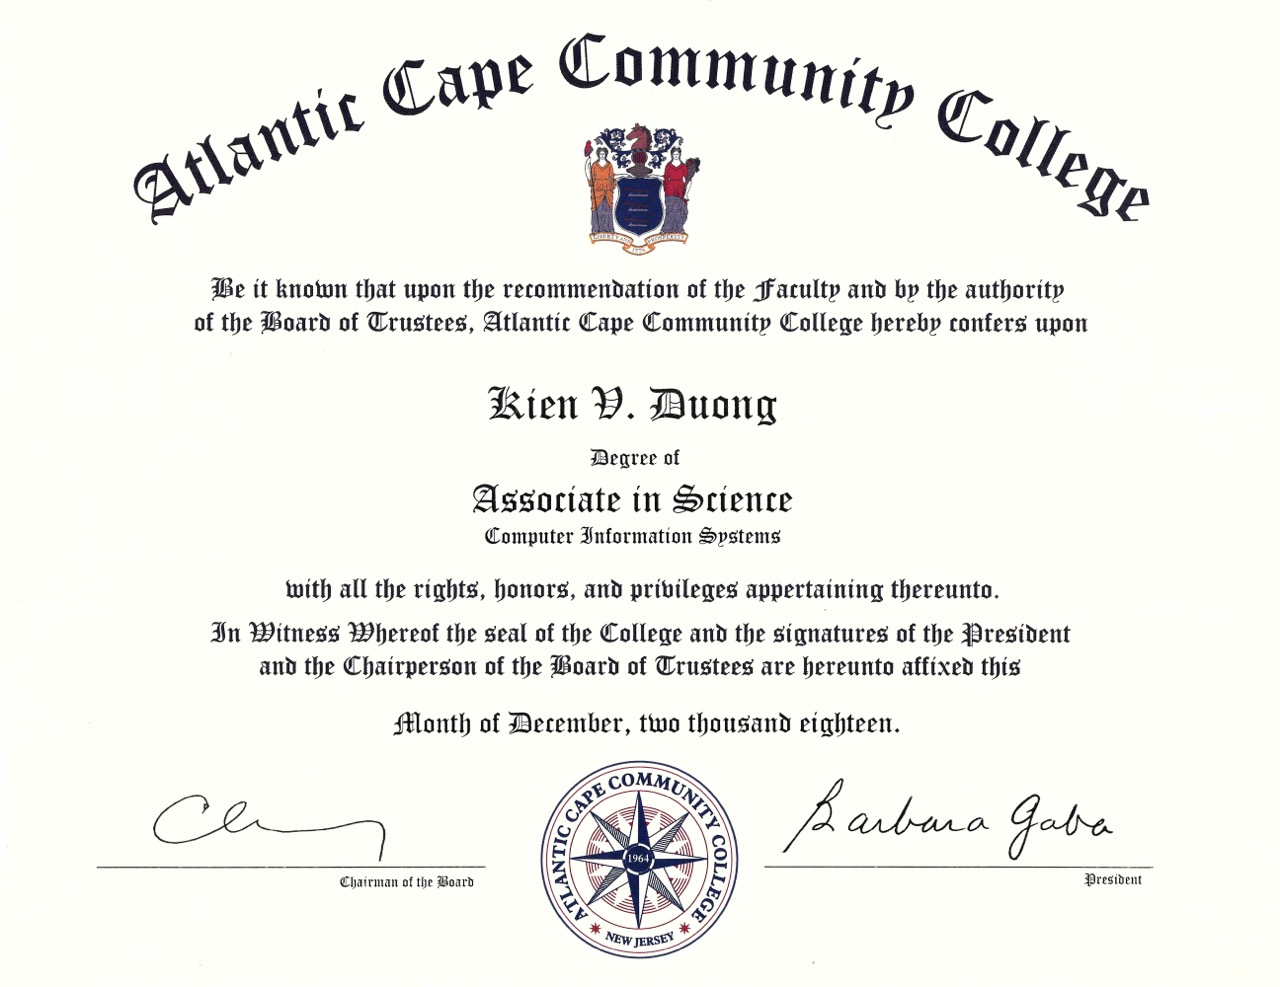 Atlantic Cape Community College
LIBERTY AND PROSPERITY
1776
Be it known that upon the recommendation of the Faculty and by the authority
of the Board of Trustees, Atlantic Cape Community College hereby confers upon
Kien V. Duong
Degree of
Associate in Science
Computer Information Systems
with all the rights, honors, and privileges appertaining thereunto.
In Witness Whereof the seal of the College and the signatures of the President
and the Chairperson of the Board of Trustees are hereunto affixed this
Month of December, two thousand eighteen.
Barbara Gaba
Chairman of the Board
President
ATLANTIC CAPE COMMUNITY COLLEGE
1964
NEW JERSEY